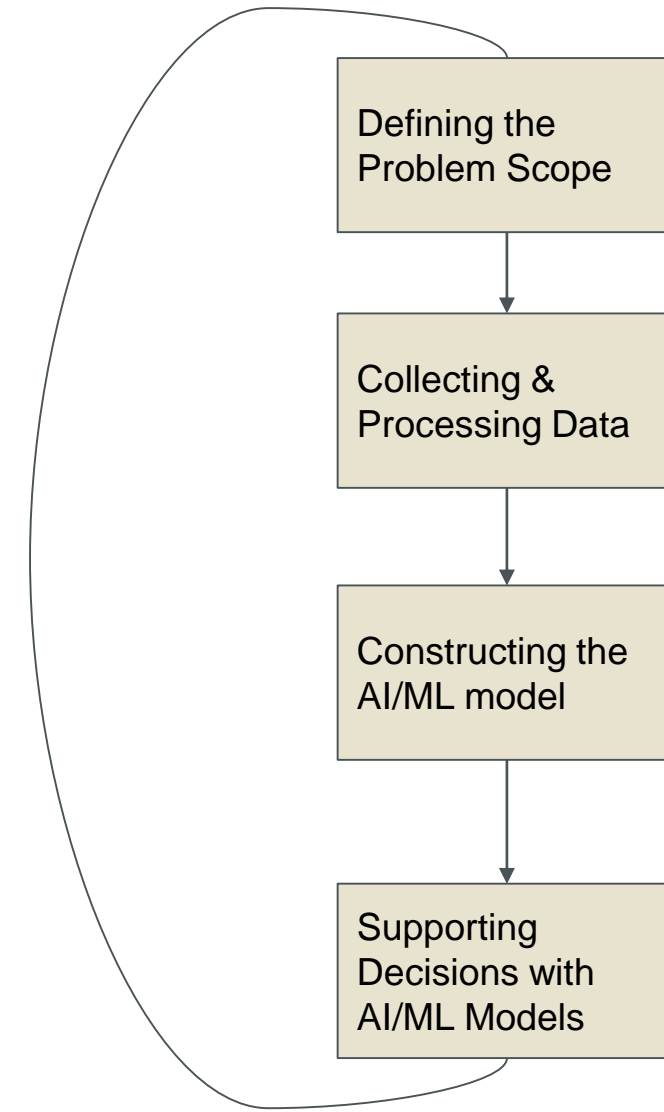 Defining the
Problem Scope
Collecting &
Processing Data
Constructing the
AI/ML model
Supporting
Decisions with
AI/ML Models